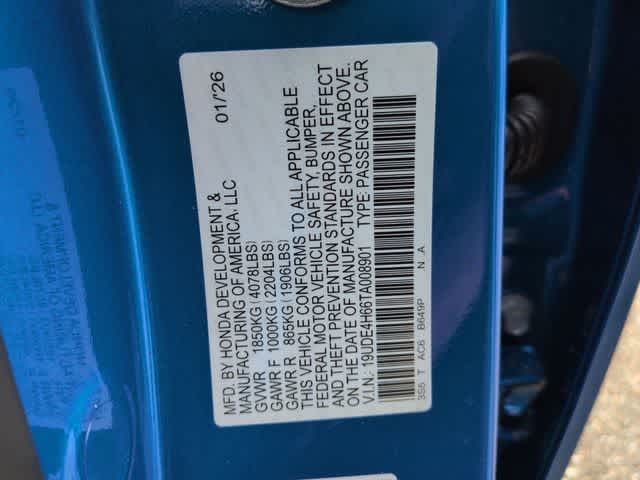 MFD. BY HONDA DEVELOPMENT & 01/'26
MANUFACTURING OF AMERICA, LLC
GVWR 1850KG(4078LBS)
GAWR F 1000KG(2204LBS)
GAWR R 865KG(1906LBS)
THIS VEHICLE CONFORMS TO ALL APPLICABLE
FEDERAL MOTOR VEHICLE SAFETY, BUMPER,
AND THEFT PREVENTION STANDARDS IN EFFECT
ON THE DATE OF MANUFACTURE SHOWN ABOVE.
V.I.N.: 19UDE4H66TA008901 TYPE: PASSENGER CAR
3S5 T AC6 B649P .N .A